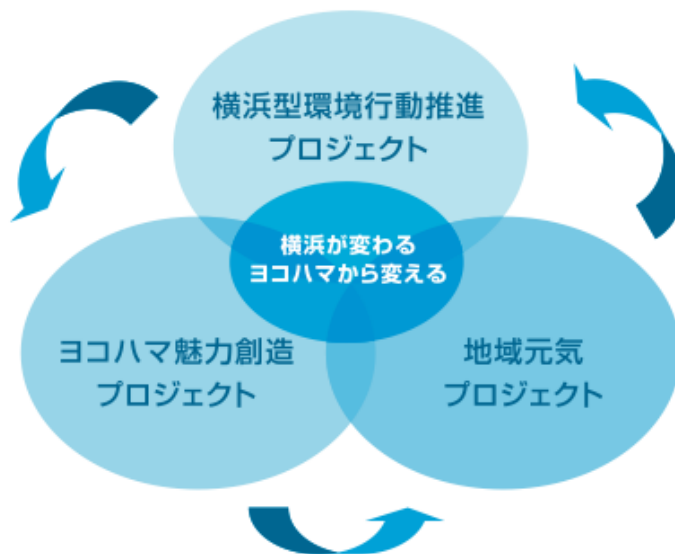 横浜型環境行動推進
プロジェクト
横浜が変わる
ヨコハマから変える
ヨコハマ魅力創造
プロジェクト
地域元気
プロジェクト